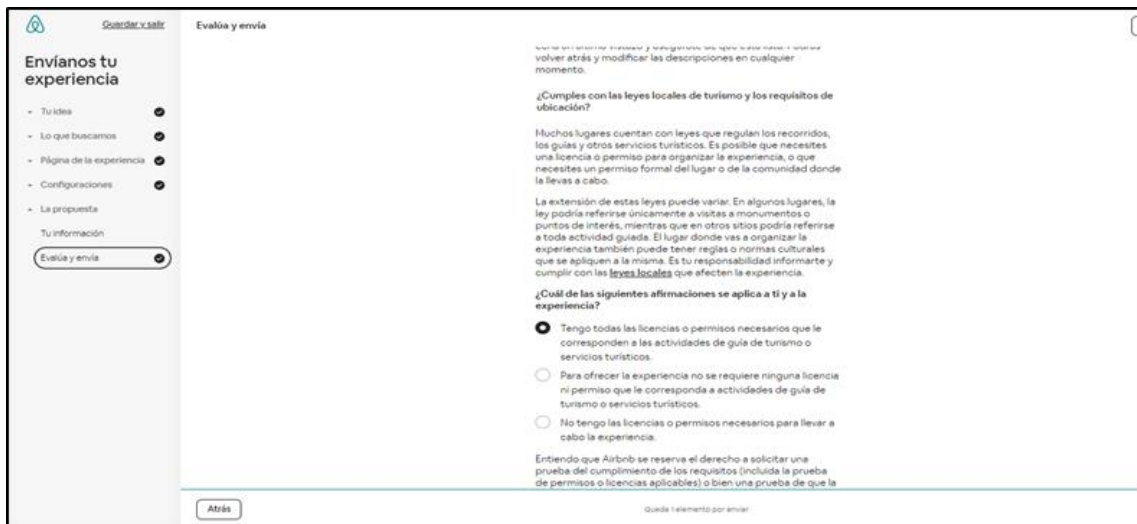 Guardar y salir
Evalúa y envía
Envíanos tu
experiencia
Tu idea
Lo que buscamos
Página de la experiencia
Configuraciones
La propuesta
Tu información
Evalúa y envía
volver atrás y modificar las descripciones en cualquier
momento.
¿Cumples con las leyes locales de turismo y los requisitos de
ubicación?
Muchos lugares cuentan con leyes que regulan los recorridos,
los guías y otros servicios turísticos. Es posible que necesites
una licencia o permiso para organizar la experiencia, o que
necesites un permiso formal del lugar o de la comunidad donde
la llevas a cabo.
La extensión de estas leyes puede variar. En algunos lugares, la
ley podría referirse únicamente a visitas a monumentos o
puntos de interés, mientras que en otros sitios podría referirse
a toda actividad guiada. El lugar donde vas a organizar la
experiencia también puede tener reglas o normas culturales
que se apliquen a la misma. Es tu responsabilidad informarte y
cumplir con las leyes locales que afecten la experiencia.
¿Cuál de las siguientes afirmaciones se aplica a ti y a la
experiencia?
Tengo todas las licencias o permisos necesarios que le
corresponden a las actividades de guía de turismo o
servicios turísticos.
Para ofrecer la experiencia no se requiere ninguna licencia
ni permiso que le corresponda a actividades de guía de
turismo o servicios turísticos.
No tengo las licencias o permisos necesarios para llevar a
cabo la experiencia.
Entiendo que Airbnb se reserva el derecho a solicitar una
prueba del cumplimiento de los requisitos (incluida la prueba
de permisos o licencias aplicables) o bien una prueba de que la
Atrás
Queda 1 elemento por enviar